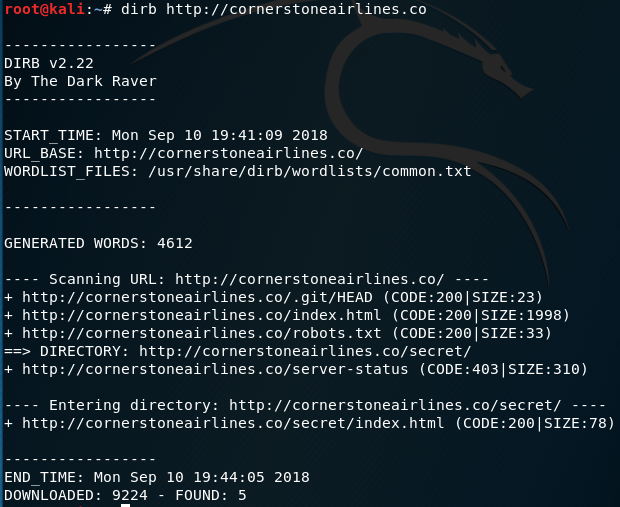 root@kali:~# dirb http://cornerstoneairlines.co
-----------------
DIRB v2.22
By The Dark Raver
-----------------
START_TIME: Mon Sep 10 19:41:09 2018
URL_BASE: http://cornerstoneairlines.co/
WORDLIST_FILES: /usr/share/dirb/wordlists/common.txt
-----------------
GENERATED WORDS: 4612
---- Scanning URL: http://cornerstoneairlines.co/ ----
+ http://cornerstoneairlines.co/.git/HEAD (CODE:200|SIZE:23)
+ http://cornerstoneairlines.co/index.html (CODE:200|SIZE:1998)
+ http://cornerstoneairlines.co/robots.txt (CODE:200|SIZE:33)
==> DIRECTORY: http://cornerstoneairlines.co/secret/
+ http://cornerstoneairlines.co/server-status (CODE:403|SIZE:310)
---- Entering directory: http://cornerstoneairlines.co/secret/ ----
+ http://cornerstoneairlines.co/secret/index.html (CODE:200|SIZE:78)
-----------------
END_TIME: Mon Sep 10 19:44:05 2018
DOWNLOADED: 9224 - FOUND: 5